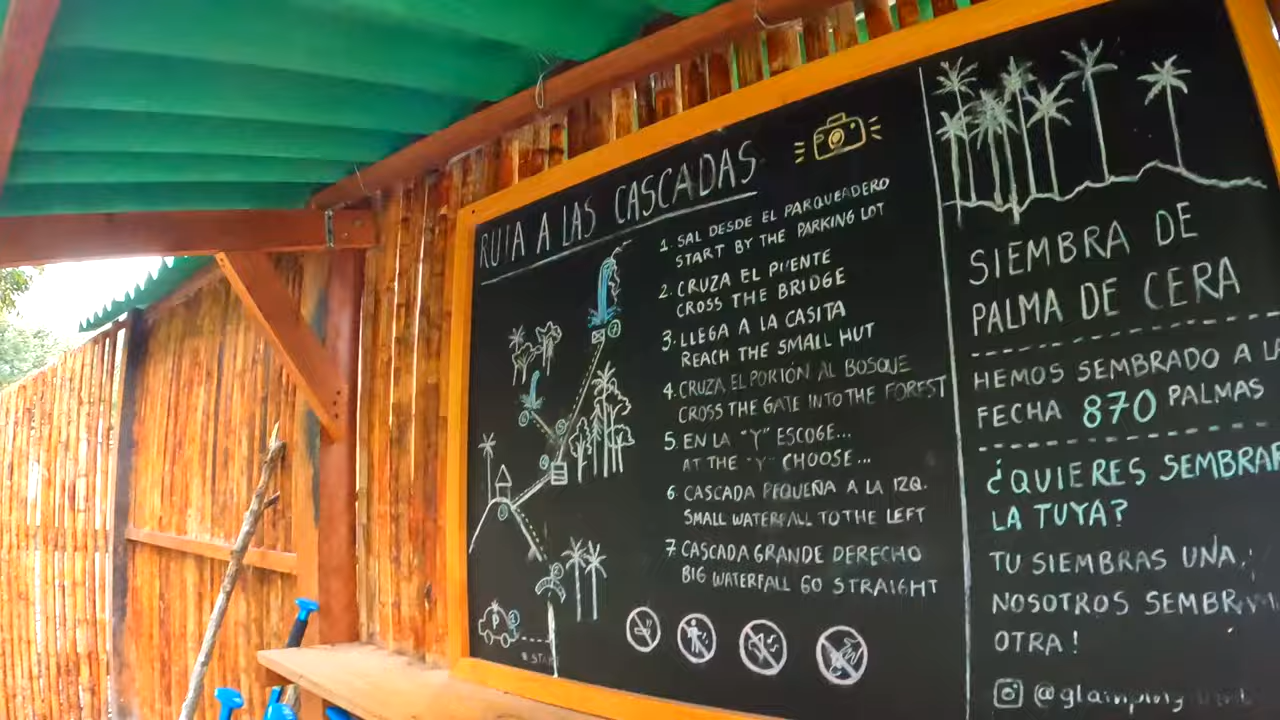 RUTA A LAS CASCADAS
1. SAL DESDE EL PARQUEADERO
START BY THE PARKING LOT
2. CRUZA EL PUENTE
CROSS THE BRIDGE
3. LLEGA A LA CASITA
REACH THE SMALL HUT
4. CRUZA EL PORTÓN AL BOSQUE
CROSS THE GATE INTO THE FOREST
5. EN LA "Y" ESCOGE...
AT THE "Y" CHOOSE...
6. CASCADA PEQUEÑA A LA IZQ.
SMALL WATERFALL TO THE LEFT
7. CASCADA GRANDE DERECHO
BIG WATERFALL GO STRAIGHT
P
1
SIEMBRA DE
PALMA DE CERA
HEMOS SEMBRADO A LA
FECHA 870 PALMAS
¿QUIERES SEMBRAR
LA TUYA?
TU SIEMBRAS UNA,
NOSOTROS SEMBRAMOS
OTRA!